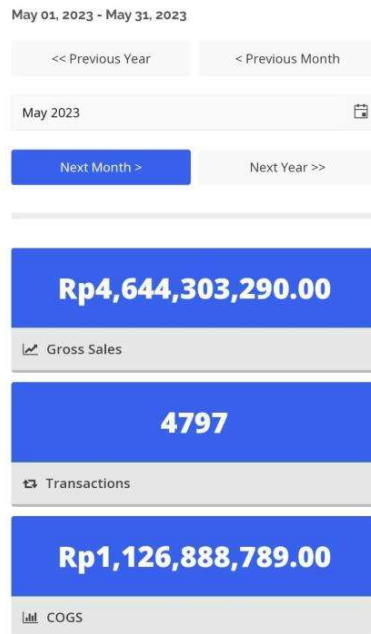 May 01, 2023 - May 31, 2023
<< Previous Year
< Previous Month
May 2023
Next Month >
Next Year >>
Rp4,644,303,290.00
Gross Sales
4797
Transactions
Rp1,126,888,789.00
COGS